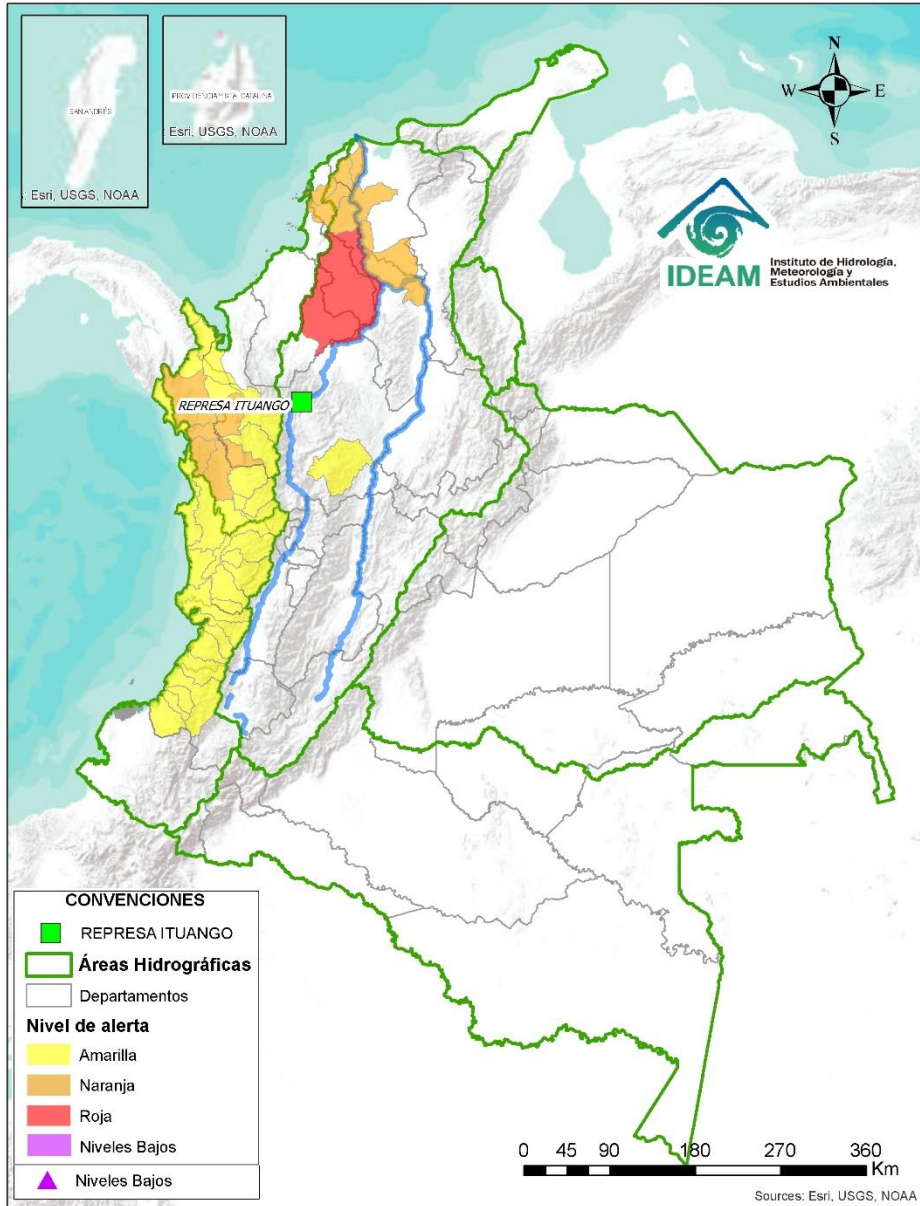 SAN ANDRÉS
: Esri, USGS, NOAA
PROVIDENCIA Y STA. CATALINA
: Esri, USGS, NOAA
N
W
E
S
IDEAM
Instituto de Hidrología,
Meteorología y
Estudios Ambientales
REPRESA ITUANGO
CONVENCIONES
REPRESA ITUANGO
Áreas Hidrográficas
Departamentos
Nivel de alerta
Amarilla
Naranja
Roja
Niveles Bajos
Niveles Bajos
0 45 90 180 270 360
Km
Sources: Esri, USGS, NOAA